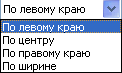 По левому краю
По левому краю
По центру
По правому краю
По ширине